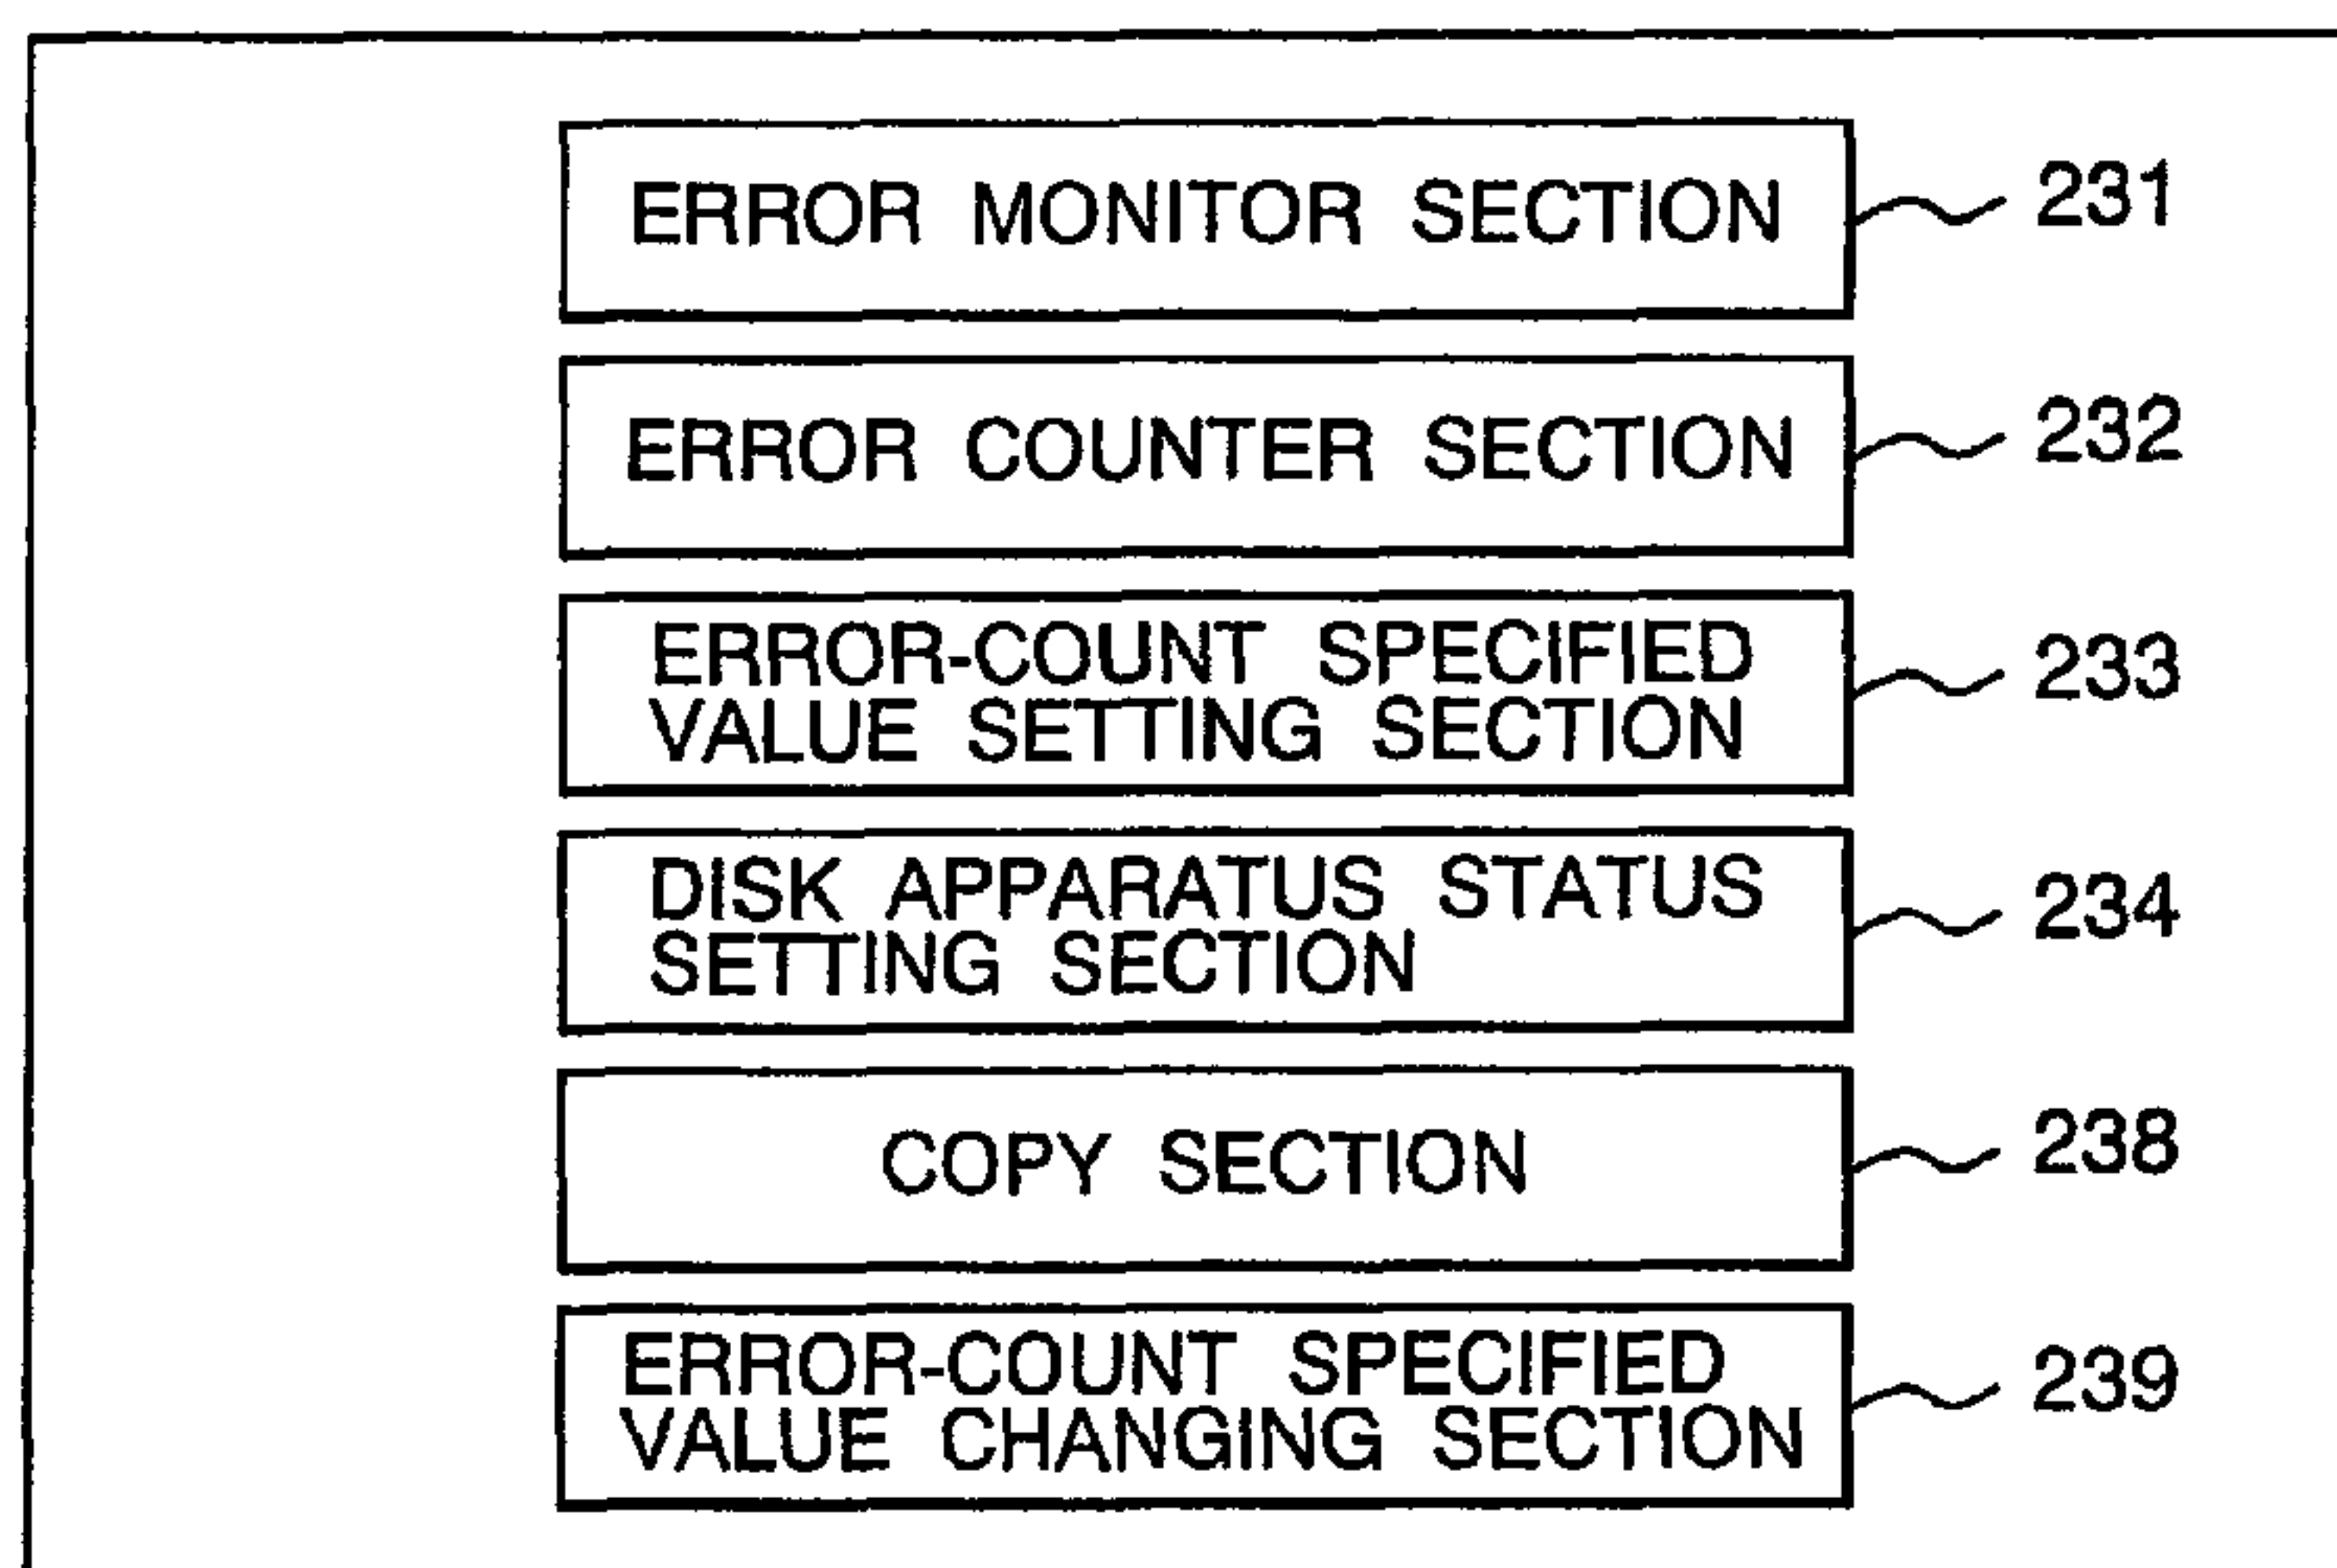 ERROR MONITOR SECTION 231
ERROR COUNTER SECTION 232
ERROR-COUNT SPECIFIED
VALUE SETTING SECTION 233
DISK APPARATUS STATUS
SETTING SECTION 234
COPY SECTION 238
ERROR-COUNT SPECIFIED
VALUE CHANGING SECTION 239